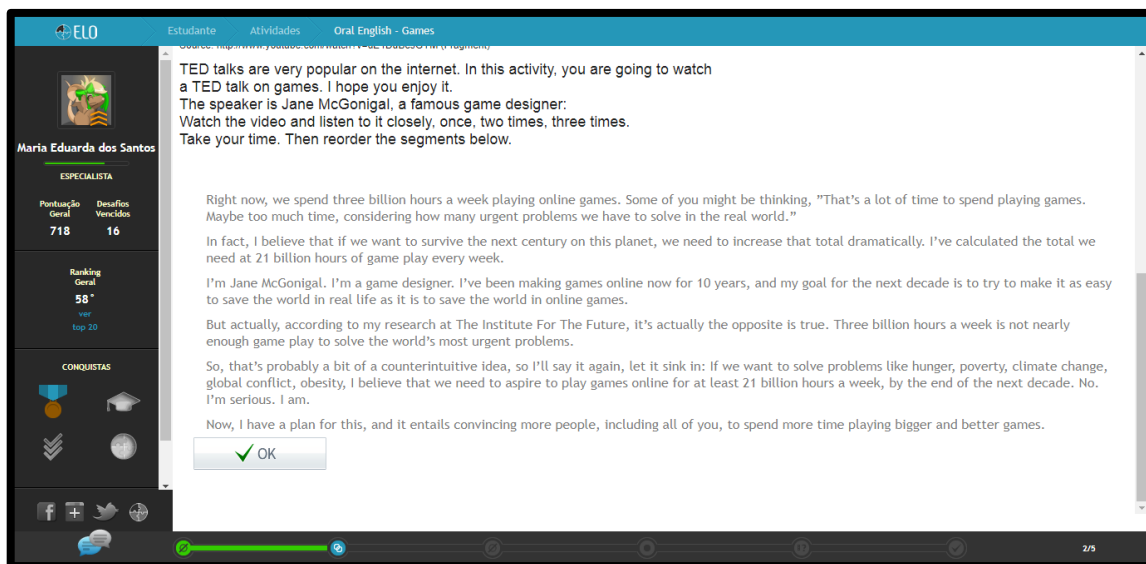 ELO
Estudante
Atividades
Oral English - Games
TED talks are very popular on the internet. In this activity, you are going to watch
a TED talk on games. I hope you enjoy it.
The speaker is Jane McGonigal, a famous game designer:
Watch the video and listen to it closely, once, two times, three times.
Take your time. Then reorder the segments below.
Maria Eduarda dos Santos
ESPECIALISTA
Pontuação Geral
718
Desafios Vencidos
16
Ranking
Geral
58°
ver
top 20
CONQUISTAS
Right now, we spend three billion hours a week playing online games. Some of you might be thinking, ”That’s a lot of time to spend playing games.
Maybe too much time, considering how many urgent problems we have to solve in the real world.”
In fact, I believe that if we want to survive the next century on this planet, we need to increase that total dramatically. I’ve calculated the total we
need at 21 billion hours of game play every week.
I’m Jane McGonigal. I’m a game designer. I’ve been making games online now for 10 years, and my goal for the next decade is to try to make it as easy
to save the world in real life as it is to save the world in online games.
But actually, according to my research at The Institute For The Future, it’s actually the opposite is true. Three billion hours a week is not nearly
enough game play to solve the world’s most urgent problems.
So, that’s probably a bit of a counterintuitive idea, so I’ll say it again, let it sink in: If we want to solve problems like hunger, poverty, climate change,
global conflict, obesity, I believe that we need to aspire to play games online for at least 21 billion hours a week, by the end of the next decade. No.
I’m serious. I am.
Now, I have a plan for this, and it entails convincing more people, including all of you, to spend more time playing bigger and better games.
OK
2/5